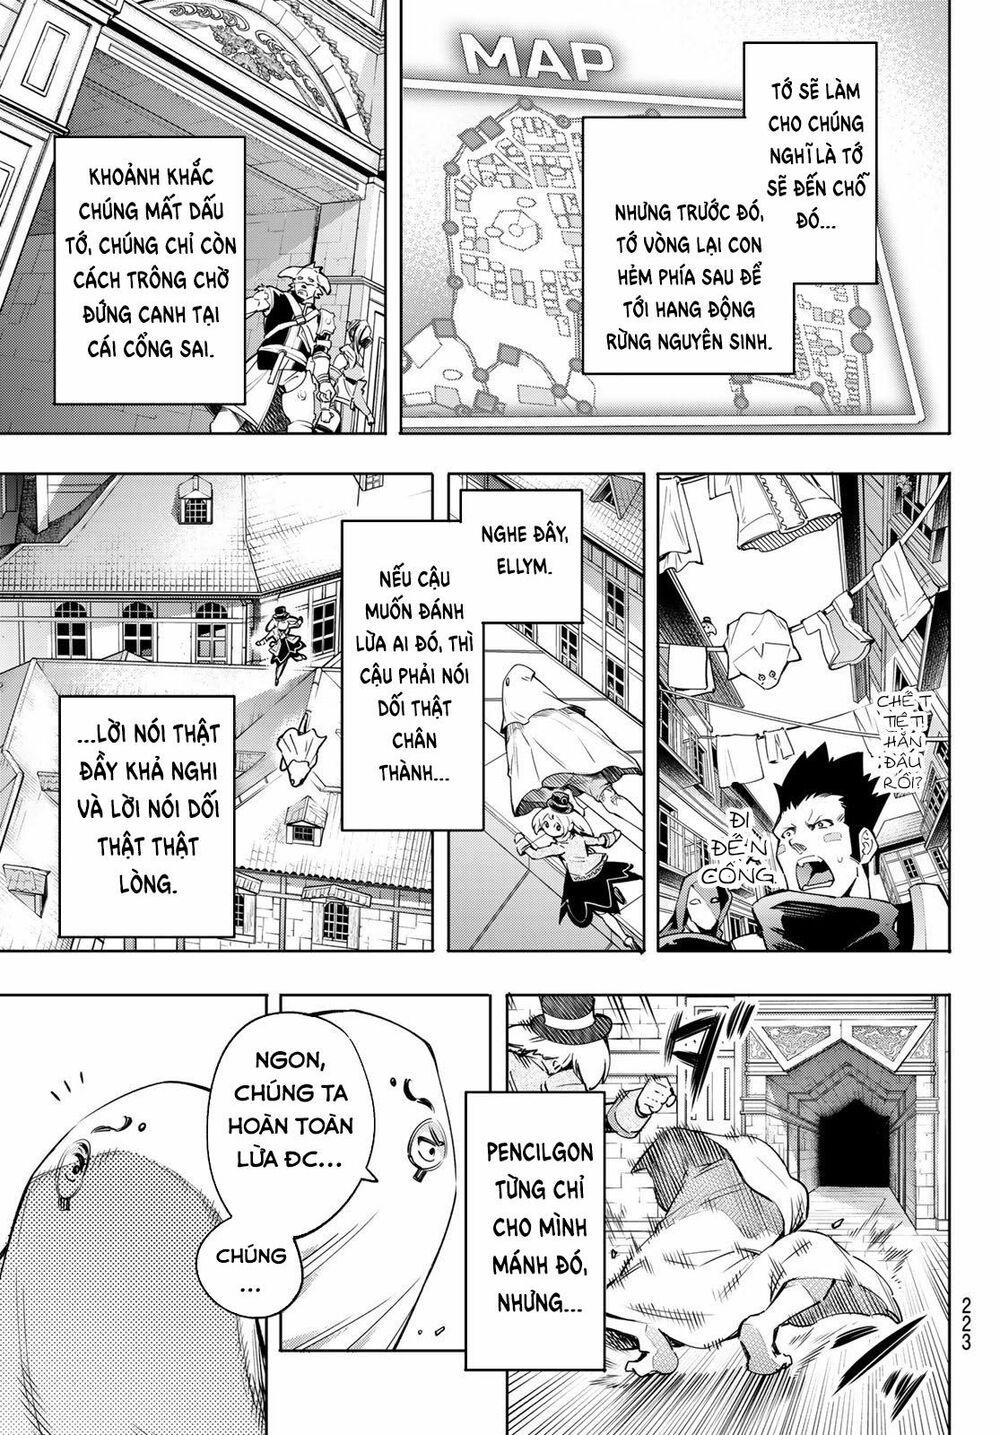 MAP
TỚ SẼ LÀM
CHO CHÚNG
NGHĨ LÀ TỚ
SẼ ĐẾN CHỖ
ĐÓ...
NHƯNG TRƯỚC ĐÓ,
TỚ VÒNG LẠI CON
HẺM PHÍA SAU ĐỂ
TỚI HANG ĐỘNG
RỪNG NGUYÊN SINH.
KHOẢNH KHẮC
CHÚNG MẤT DẤU
TỚ, CHÚNG CHỈ CÒN
CÁCH TRÔNG CHỜ
ĐỨNG CANH TẠI
CÁI CỔNG SAI.
CHẾT
TIỆT
HẮN
ĐÂU
RỒI?
ĐI
ĐẾN
CỔNG
NGHE ĐÂY,
ELLYM.
NẾU CẬU
MUỐN ĐÁNH
LỪA AI ĐÓ, THÌ
CẬU PHẢI NÓI
DỐI THẬT
CHÂN
THÀNH...
...LỜI NÓI THẬT
ĐẦY KHẢ NGHI
VÀ LỜI NÓI DỐI
THẬT THẬT
LÒNG.
PENCILGON
TỪNG CHỈ
CHO MÌNH
MÁNH ĐÓ,
NHƯNG...
NGON,
CHÚNG TA
HOÀN TOÀN
LỪA ĐC...
CHÚNG
...
223